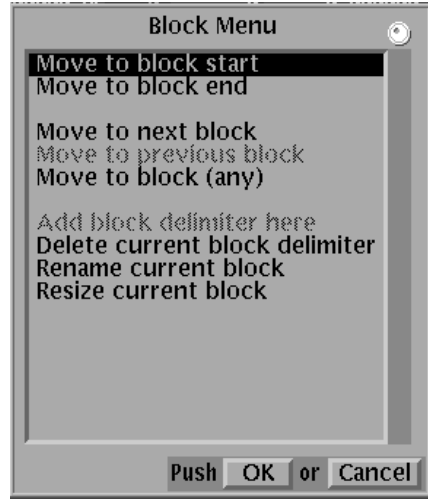 Block Menu
Move to block start
Move to block end
Move to next block
Move to previous block
Move to block (any)
Add block delimiter here
Delete current block delimiter
Rename current block
Resize current block
Push OK or Cancel